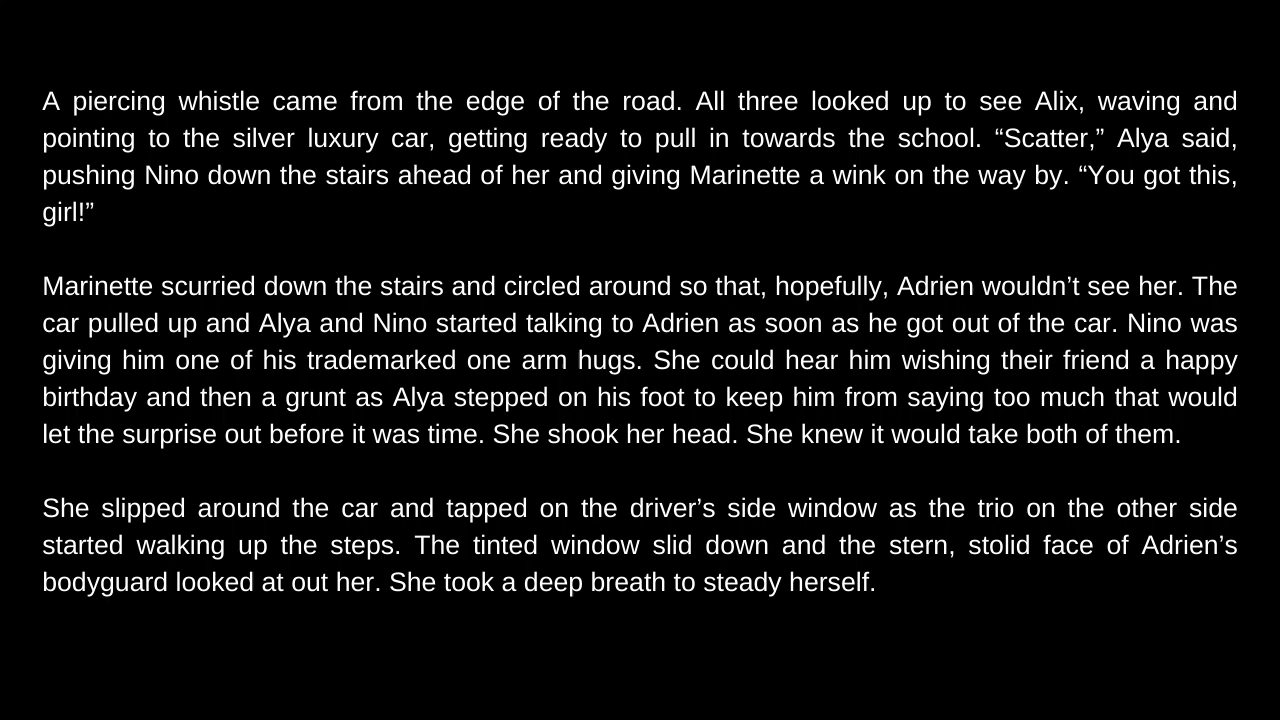 A piercing whistle came from the edge of the road. All three looked up to see Alix, waving and
pointing to the silver luxury car, getting ready to pull in towards the school. “Scatter,” Alya said,
pushing Nino down the stairs ahead of her and giving Marinette a wink on the way by. “You got this,
girl!”
Marinette scurried down the stairs and circled around so that, hopefully, Adrien wouldn’t see her. The
car pulled up and Alya and Nino started talking to Adrien as soon as he got out of the car. Nino was
giving him one of his trademarked one arm hugs. She could hear him wishing their friend a happy
birthday and then a grunt as Alya stepped on his foot to keep him from saying too much that would
let the surprise out before it was time. She shook her head. She knew it would take both of them.
She slipped around the car and tapped on the driver’s side window as the trio on the other side
started walking up the steps. The tinted window slid down and the stern, stolid face of Adrien’s
bodyguard looked at out her. She took a deep breath to steady herself.